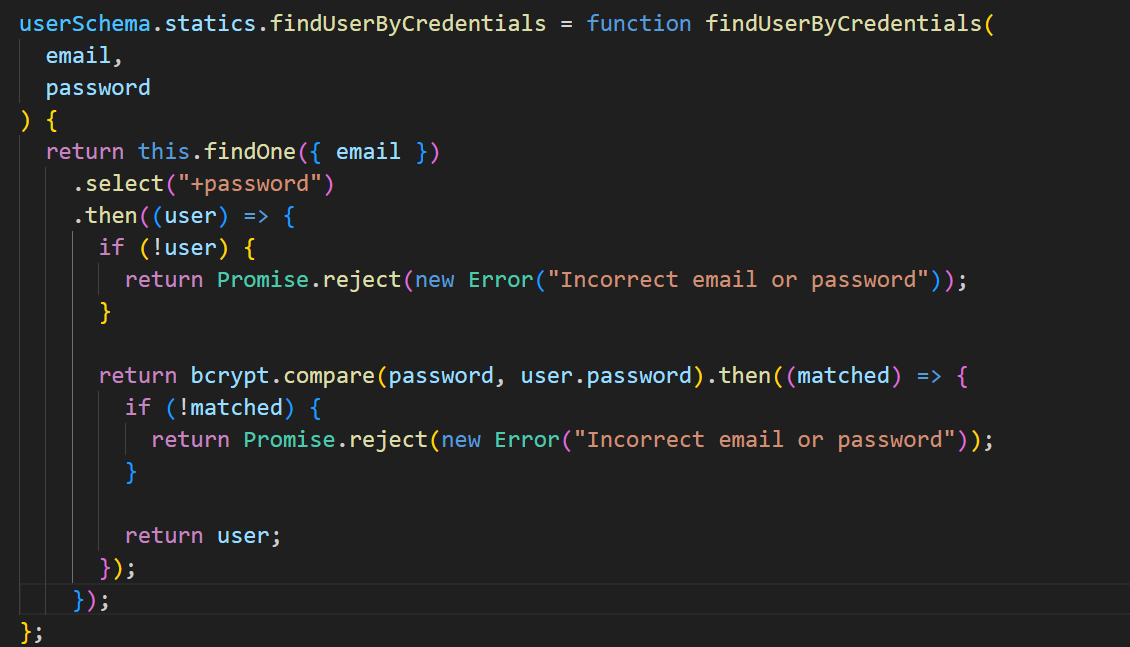 userSchema.statics.findUserByCredentials = function findUserByCredentials(
  email,
  password
) {
  return this.findOne({ email })
    .select("+password")
    .then((user) => {
      if (!user) {
        return Promise.reject(new Error("Incorrect email or password"));
      }

      return bcrypt.compare(password, user.password).then((matched) => {
        if (!matched) {
          return Promise.reject(new Error("Incorrect email or password"));
        }

        return user;
      });
    });
};